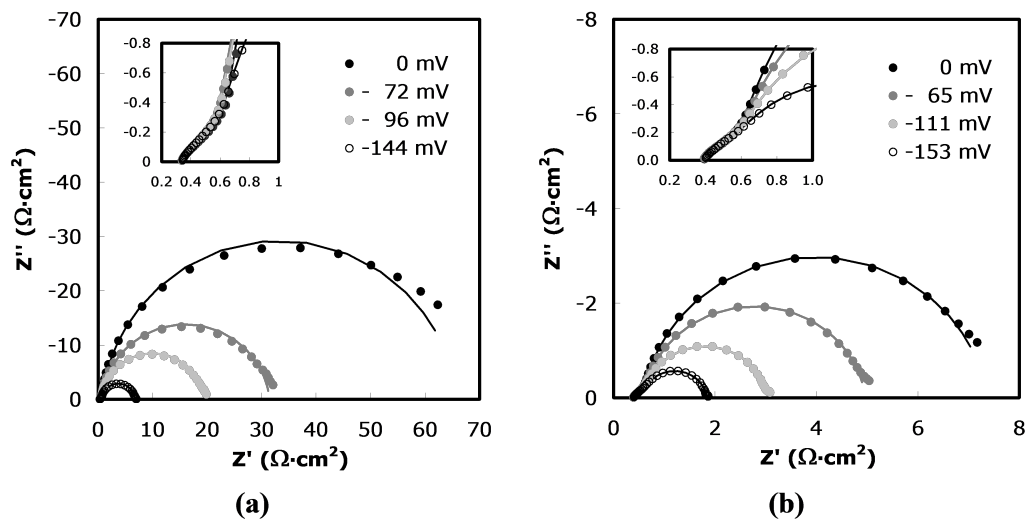 -70
-60
-50
-40
-30
-20
-10
0
0 10 20 30 40 50 60 70
Z'' (Ω·cm²)
Z' (Ω·cm²)
-0.8
-0.6
-0.4
-0.2
0
0.2 0.4 0.6 0.8 1
0 mV
- 72 mV
- 96 mV
-144 mV
(a)
-8
-6
-4
-2
0
0 2 4 6 8
Z'' (Ω·cm²)
Z' (Ω·cm²)
-0.8
-0.6
-0.4
-0.2
0.0
0.2 0.4 0.6 0.8 1.0
0 mV
- 65 mV
-111 mV
-153 mV
(b)